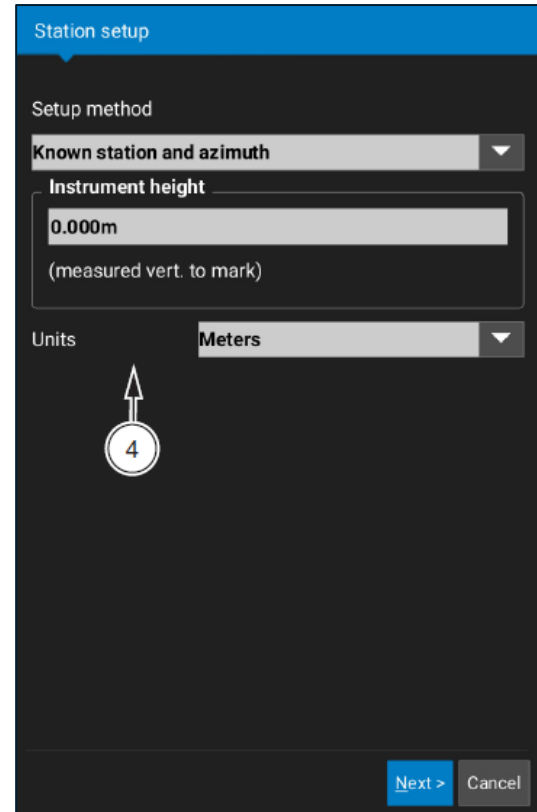 Station setup
Setup method
Known station and azimuth
Instrument height
0.000m
(measured vert. to mark)
Units Meters
4
Next > Cancel